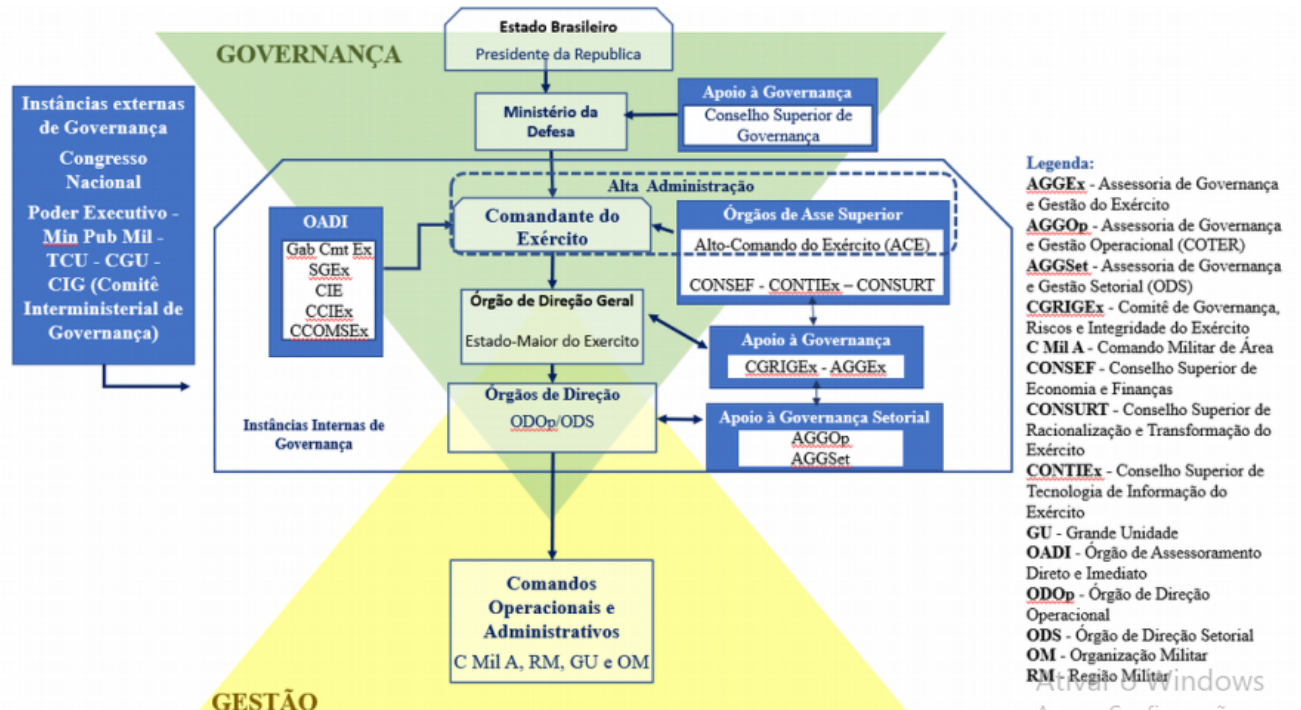 GOVERNANÇA
Estado Brasileiro
Presidente da Republica
Ministério da
Defesa
Apoio à Governança
Conselho Superior de
Governança
Instâncias externas
de Governança
Congresso
Nacional
Poder Executivo -
Min Pub Mil -
TCU - CGU -
CIG (Comitê
Interministerial de
Governança)
Alta Administração
OADI
Gab Cmt Ex
SGEx
CIE
CCIEx
CCOMSEx
Comandante do
Exército
Órgãos de Asse Superior
Alto-Comando do Exército (ACE)
CONSEF - CONTIEx – CONSURT
Órgão de Direção Geral
Estado-Maior do Exercito
Apoio à Governança
CGRIGEx - AGGEx
Órgãos de Direção
ODOp/ODS
Apoio à Governança Setorial
AGGOp
AGGSet
Instâncias Internas de
Governança
Comandos
Operacionais e
Administrativos
C Mil A, RM, GU e OM
GESTÃO
Legenda:
AGGEx - Assessoria de Governança
e Gestão do Exército
AGGOp - Assessoria de Governança
e Gestão Operacional (COTER)
AGGSet - Assessoria de Governança
e Gestão Setorial (ODS)
CGRIGEx - Comitê de Governança,
Riscos e Integridade do Exército
C Mil A - Comando Militar de Área
CONSEF - Conselho Superior de
Economia e Finanças
CONSURT - Conselho Superior de
Racionalização e Transformação do
Exército
CONTIEx - Conselho Superior de
Tecnologia de Informação do
Exército
GU - Grande Unidade
OADI - Órgão de Assessoramento
Direto e Imediato
ODOp - Órgão de Direção
Operacional
ODS - Órgão de Direção Setorial
OM - Organização Militar
RM - Região Militar
Ativar o Windows